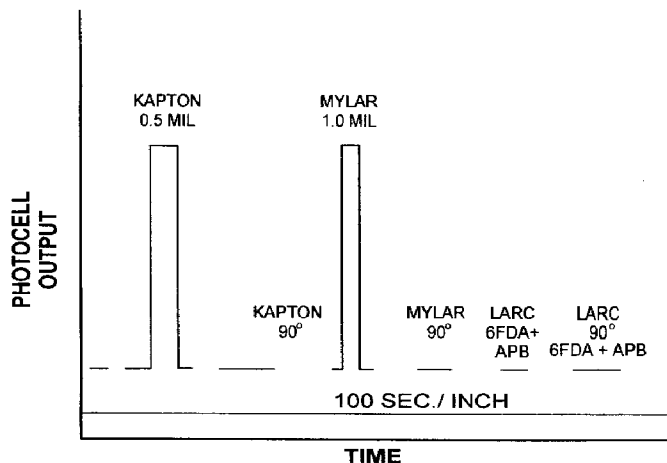 KAPTON
0.5 MIL
MYLAR
1.0 MIL
PHOTOCELL
OUTPUT
KAPTON
90°
MYLAR
90°
LARC
6FDA+
APB
LARC
90°
6FDA + APB
100 SEC./ INCH
TIME